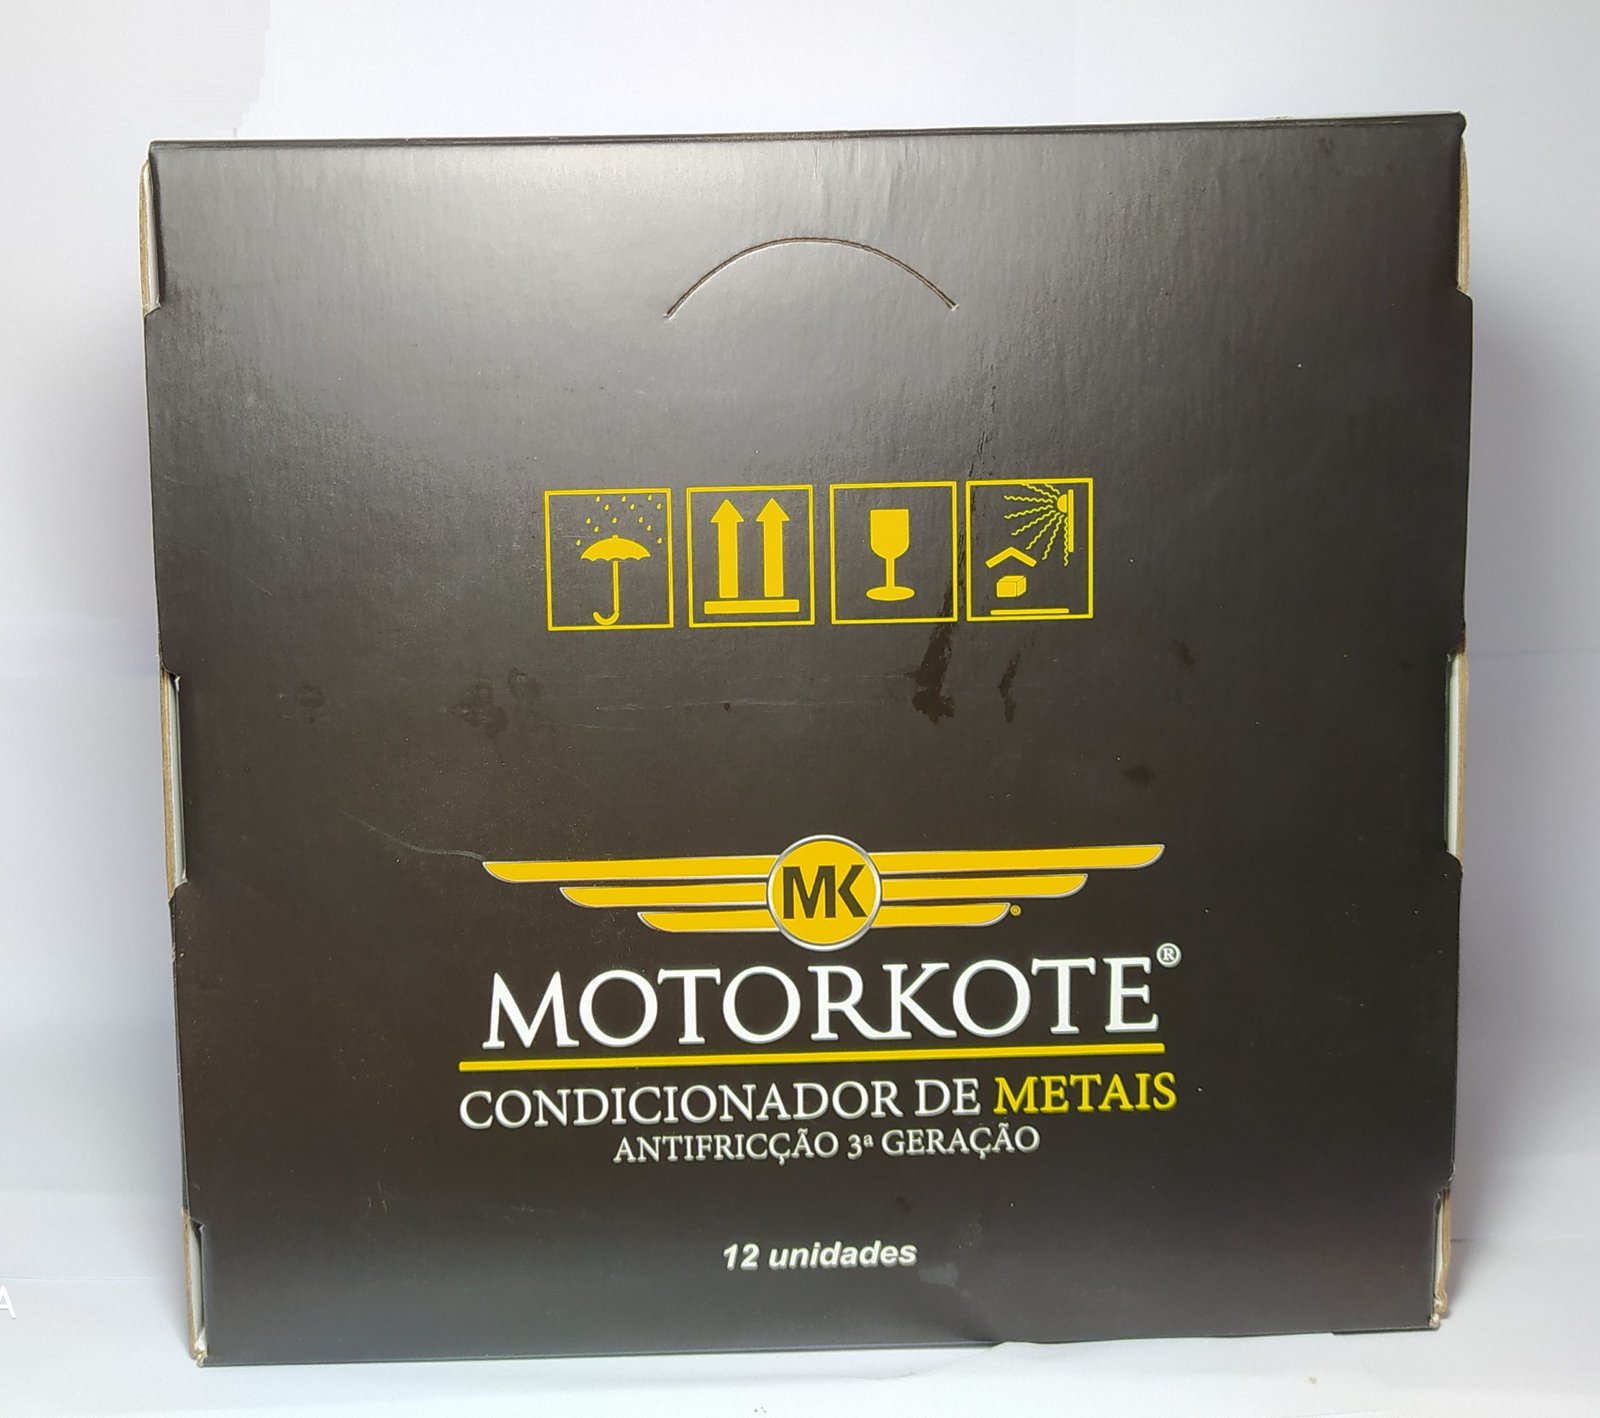 MK
®
MOTORKOTE®
CONDICIONADOR DE METAIS
ANTIFRICÇÃO 3ª GERAÇÃO
12 unidades
A